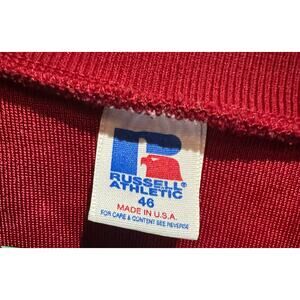 RUSSELL®
ATHLETIC
46
MADE IN U.S.A.
FOR CARE & CONTENT SEE REVERSE